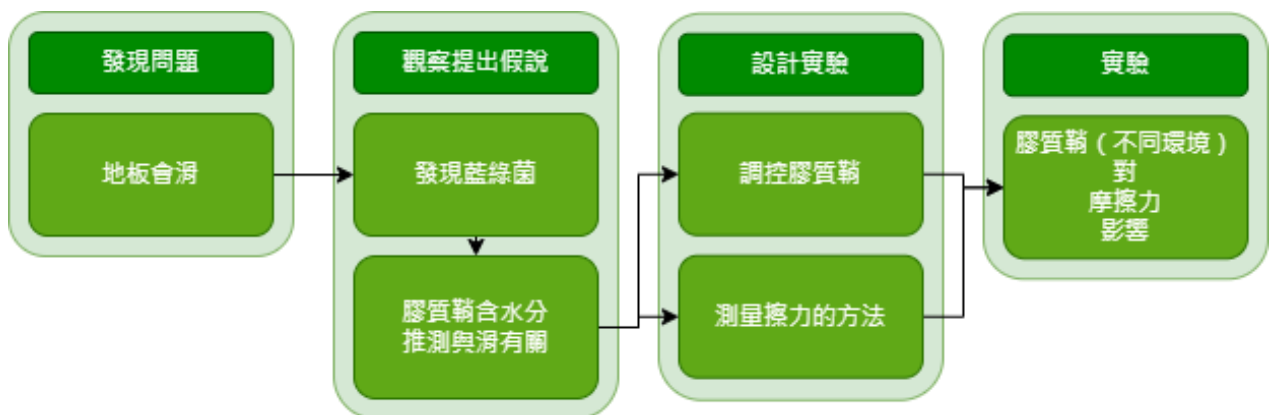 發現問題
地板會滑
觀察提出假說
發現藍綠菌
膠質鞘含水分
推測與滑有關
設計實驗
調控膠質鞘
測量擦力的方法
實驗
膠質鞘（不同環境）
對
摩擦力
影響